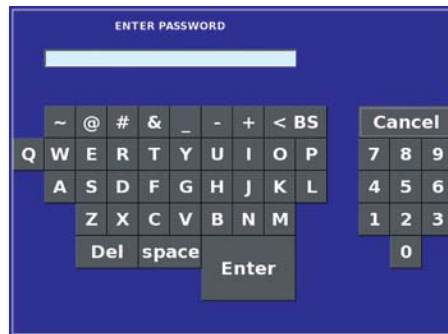 ENTER PASSWORD
~ @ # & _ - + < BS Cancel
Q W E R T Y U I O P 7 8 9
A S D F G H J K L 4 5 6
Z X C V B N M 1 2 3
Del space Enter 0